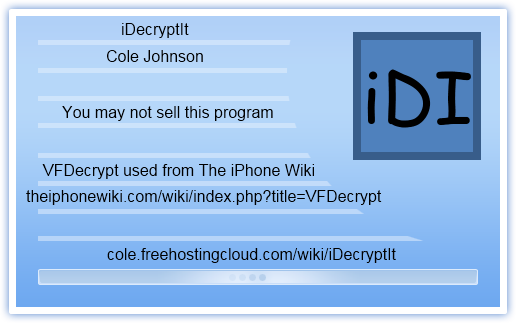 iDecryptIt
iDI
Cole Johnson
You may not sell this program
VFDecrypt used from The iPhone Wiki
theiphonewiki.com/wiki/index.php?title=VFDecrypt
cole.freehostingcloud.com/wiki/iDecryptIt